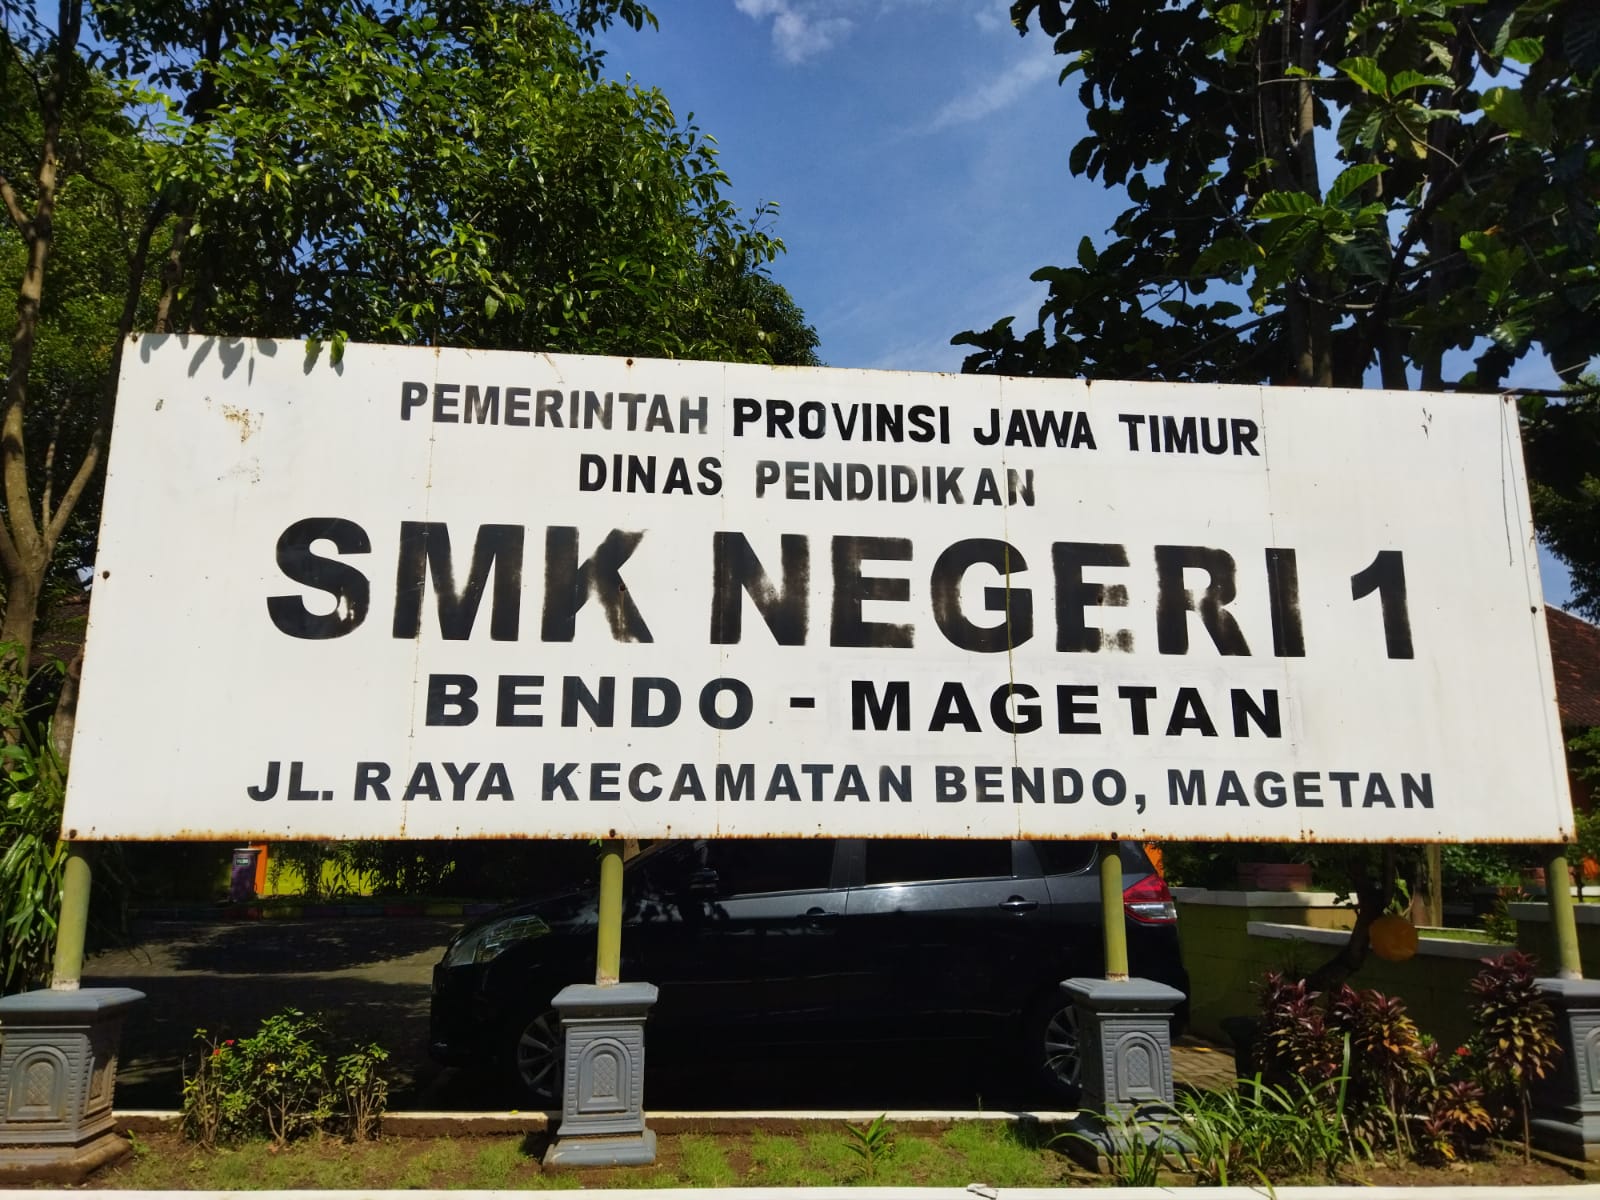 PEMERINTAH PROVINSI JAWA TIMUR
DINAS PENDIDIKAN
SMK NEGERI 1
BENDO - MAGETAN
JL. RAYA KECAMATAN BENDO, MAGETAN